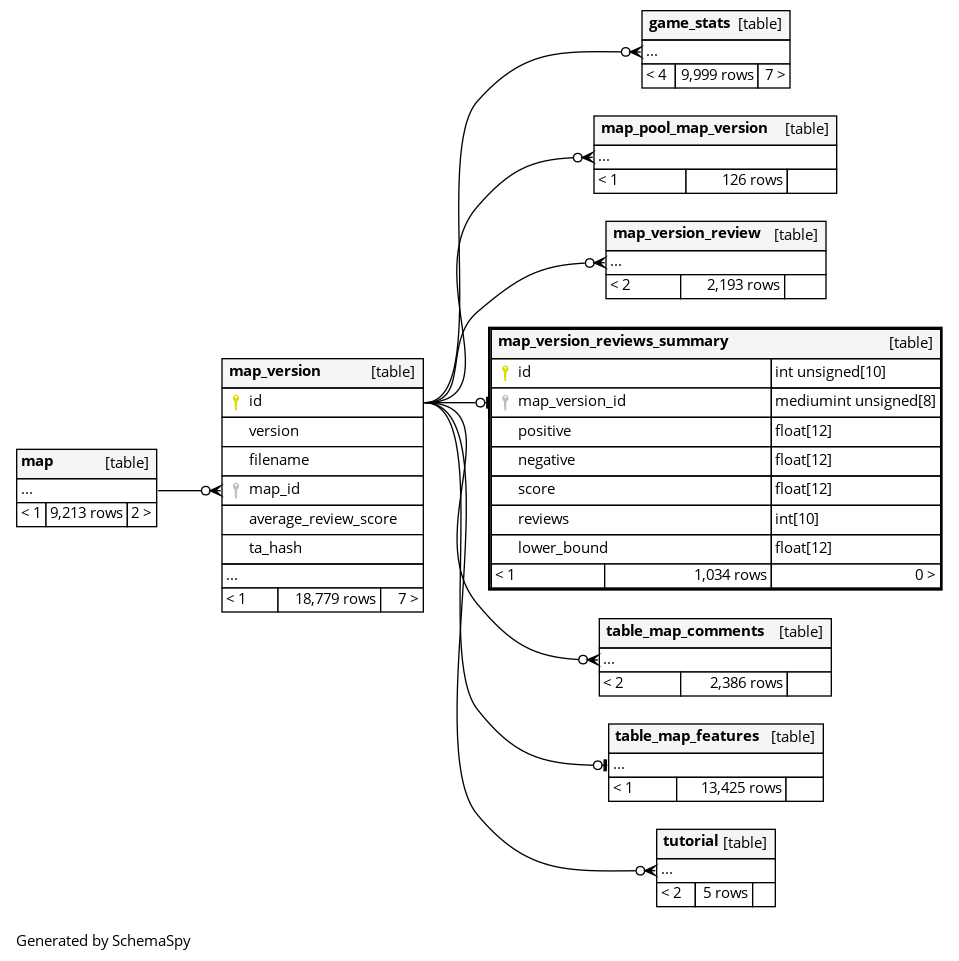 game_stats [table]
...
< 4 9,999 rows 7 >
map_pool_map_version [table]
...
< 1 126 rows
map_version_review [table]
...
< 2 2,193 rows
map_version_reviews_summary [table]
id int unsigned[10]
map_version_id mediumint unsigned[8]
positive float[12]
negative float[12]
score float[12]
reviews int[10]
lower_bound float[12]
< 1 1,034 rows 0 >
map_version [table]
id
version
filename
map_id
average_review_score
ta_hash
...
< 1 18,779 rows 7 >
map [table]
...
< 1 9,213 rows 2 >
table_map_comments [table]
...
< 2 2,386 rows
table_map_features [table]
...
< 1 13,425 rows
tutorial [table]
...
< 2 5 rows
Generated by SchemaSpy